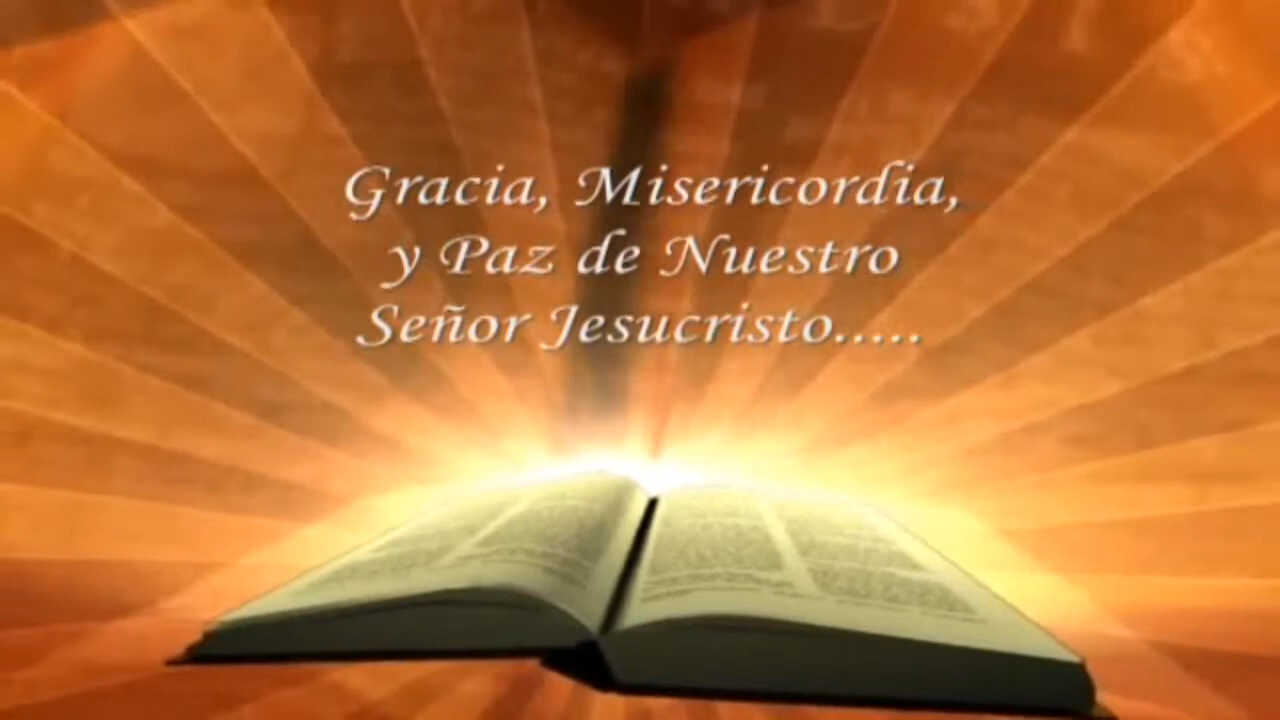 Gracia, Misericordia,
y Paz de Nuestro
Señor Jesucristo.....